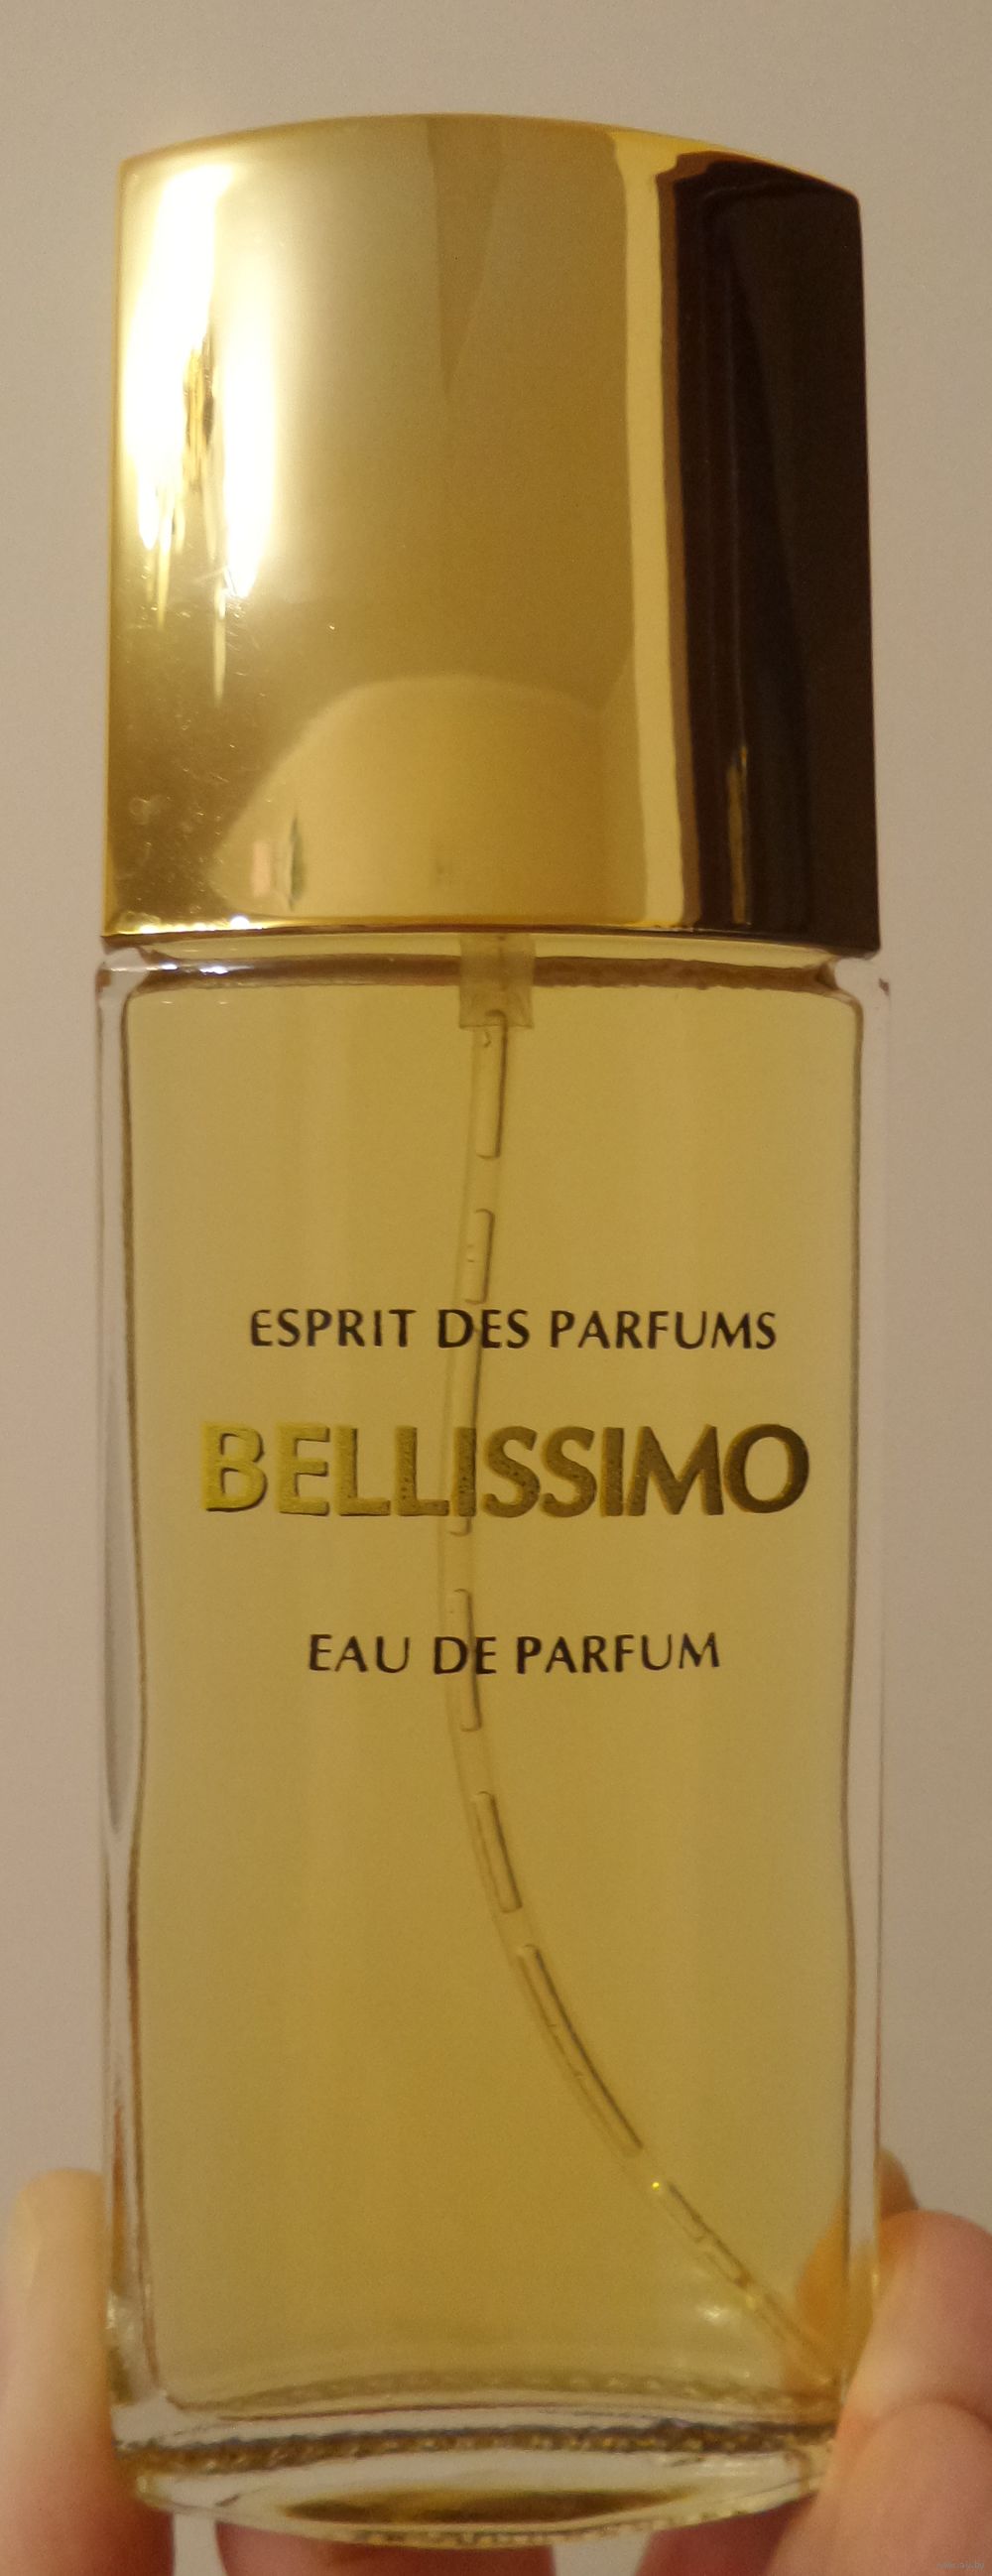 ESPRIT DES PARFUMS
BELLISSIMO
EAU DE PARFUM